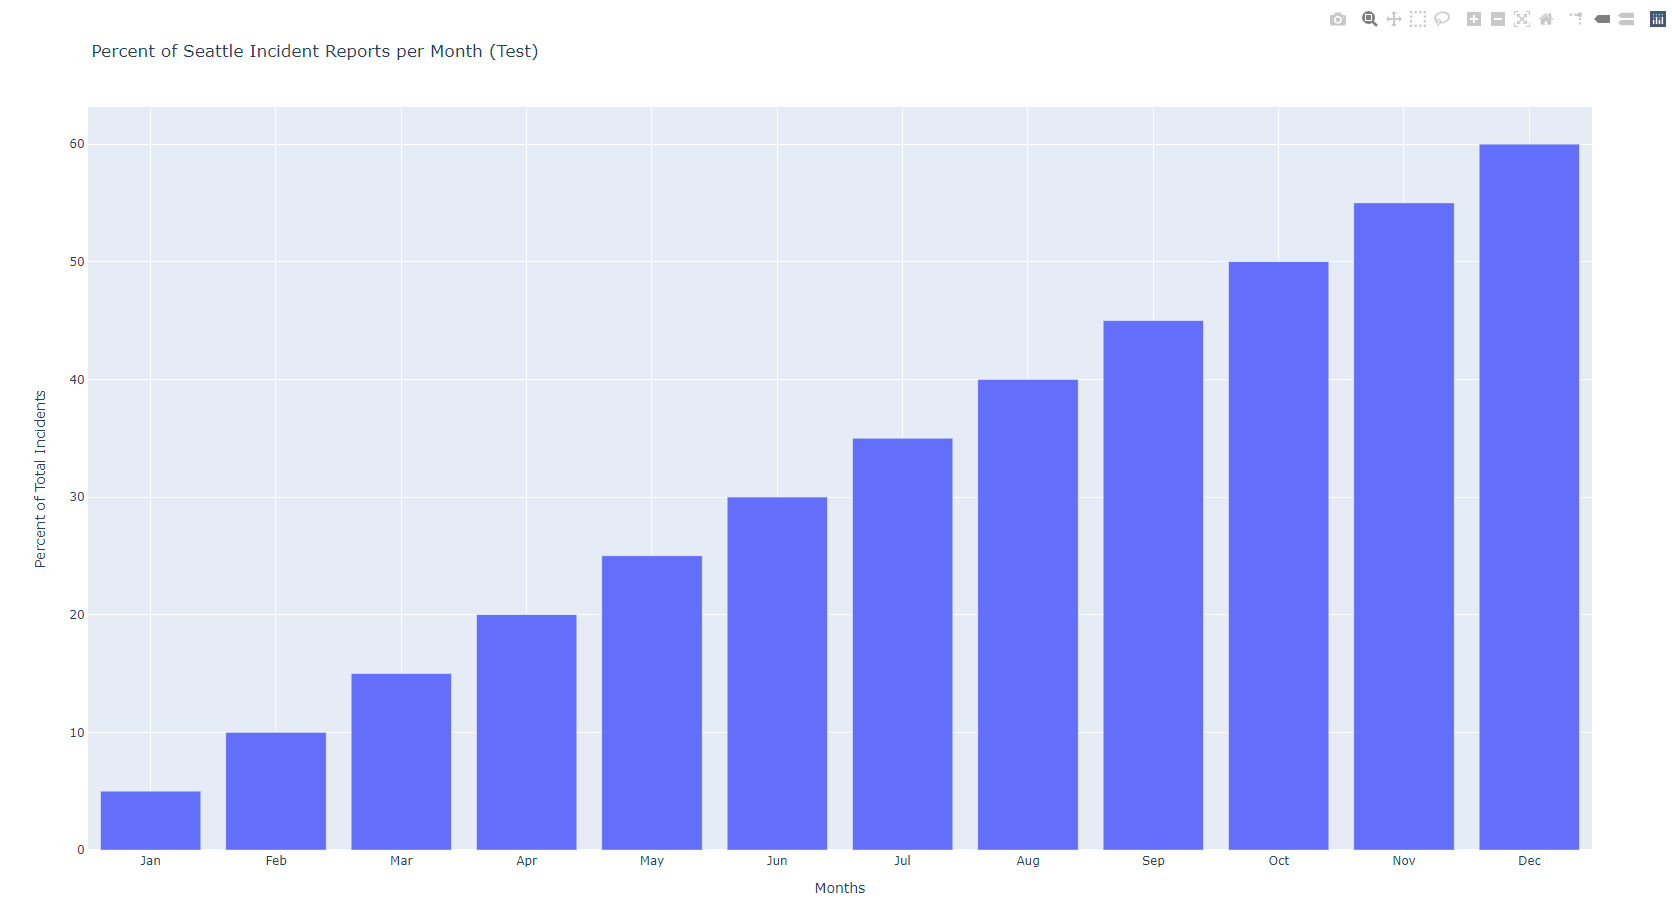 Percent of Seattle Incident Reports per Month (Test)
60
50
40
30
20
10
0
Percent of Total Incidents
Jan Feb Mar Apr May Jun Jul Aug Sep Oct Nov Dec
Months